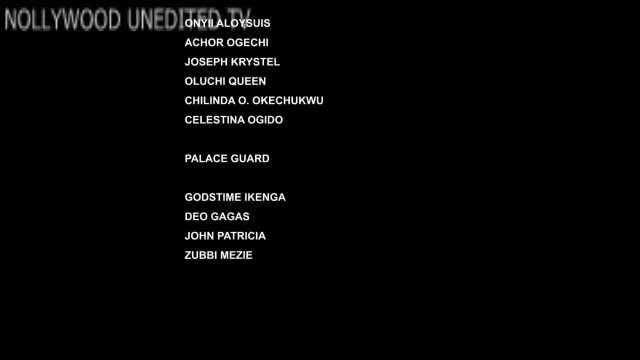 NOLLYWOOD UNEDITED TV
ONYII ALOYSUIS
ACHOR OGECHI
JOSEPH KRYSTEL
OLUCHI QUEEN
CHILINDA O. OKECHUKWU
CELESTINA OGIDO
PALACE GUARD
GODSTIME IKENGA
DEO GAGAS
JOHN PATRICIA
ZUBBI MEZIE